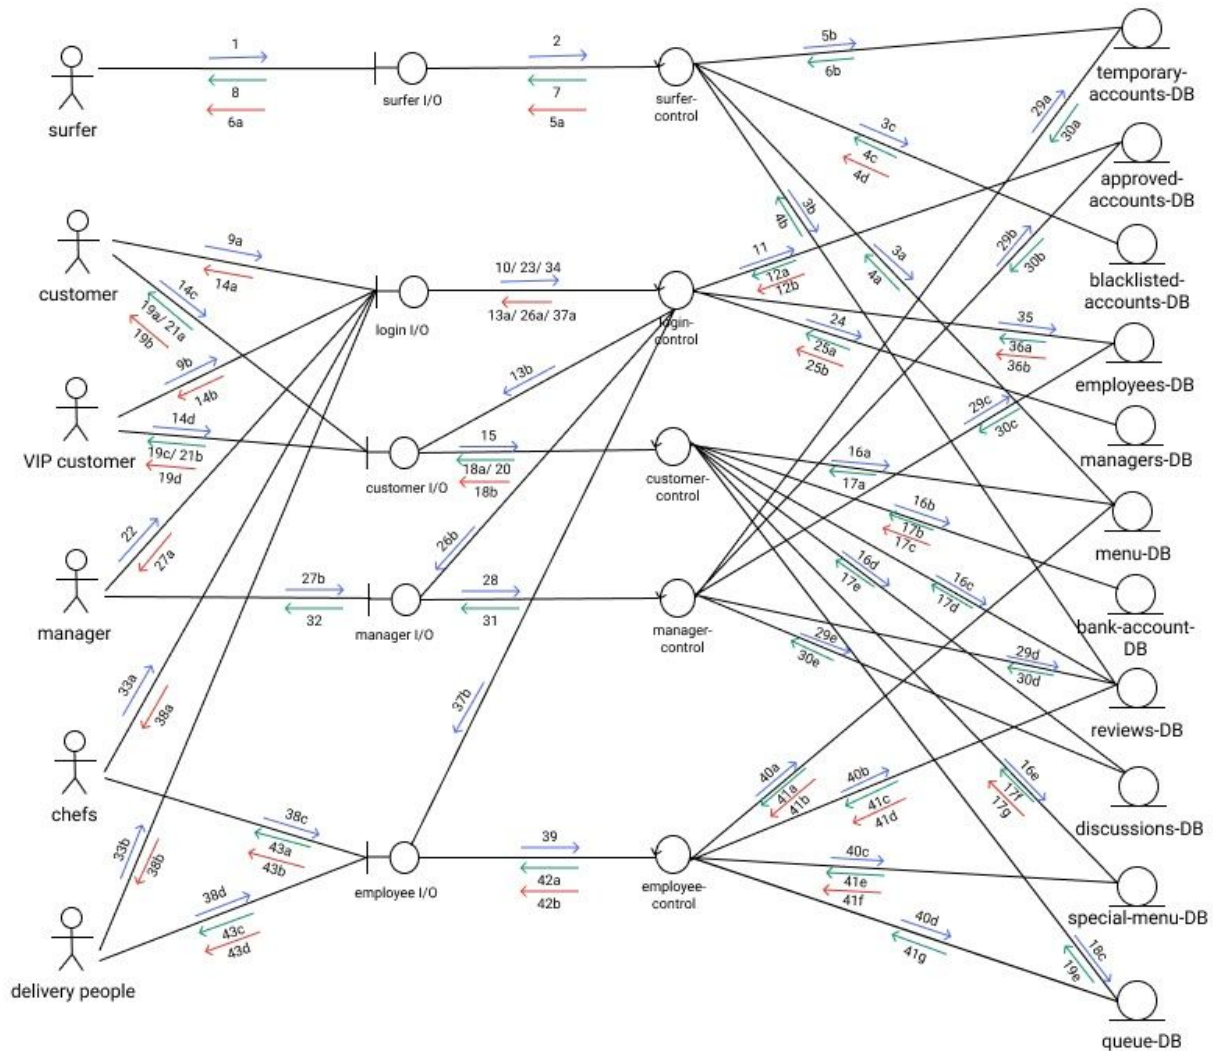 1
8
6a
surfer
surfer I/O
2
7
5a
surfer-
control
5b
6b
temporary-
accounts-DB
3c
4c
4d
29a
30a
approved-
accounts-DB
3b
4b
3a
4a
29b
30b
blacklisted-
accounts-DB
customer
9a
14a
14c
19a/ 21a
19b
login I/O
10/ 23/ 34
13a/ 26a/ 37a
login-
control
11
12a
12b
24
25a
25b
35
36a
36b
employees-DB
9b
14b
13b
29c
30c
VIP customer
14d
19c/ 21b
19d
customer I/O
15
18a/ 20
18b
customer-
control
16a
17a
managers-DB
16b
17b
17c
menu-DB
22
27a
26b
16d
17e
16c
17d
manager
27b
32
manager I/O
28
31
manager-
control
bank-account-
DB
29e
30e
29d
30d
reviews-DB
33a
38a
37b
chefs
40a
41a
41b
40b
41c
41d
16e
17f
17g
discussions-DB
38c
43a
43b
33b
38b
employee I/O
39
42a
42b
employee-
control
40c
41e
41f
special-menu-DB
38d
43c
43d
40d
41g
18c
19e
delivery people
queue-DB